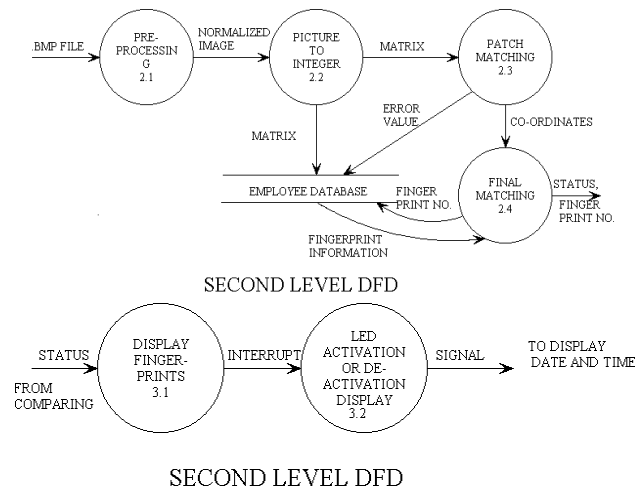 .BMP FILE
PRE-
PROCESSIN
G
2.1
NORMALIZED
IMAGE
PICTURE
TO
INTEGER
2.2
MATRIX
PATCH
MATCHING
2.3
MATRIX
ERROR
VALUE
CO-ORDINATES
EMPLOYEE DATABASE
FINGER
PRINT NO.
FINAL
MATCHING
2.4
STATUS,
FINGER
PRINT NO.
FINGERPRINT
INFORMATION
SECOND LEVEL DFD
STATUS
FROM
COMPARING
DISPLAY
FINGER-
PRINTS
3.1
INTERRUPT
LED
ACTIVATION
OR DE-
ACTIVATION
DISPLAY
3.2
SIGNAL
TO DISPLAY
DATE AND TIME
SECOND LEVEL DFD